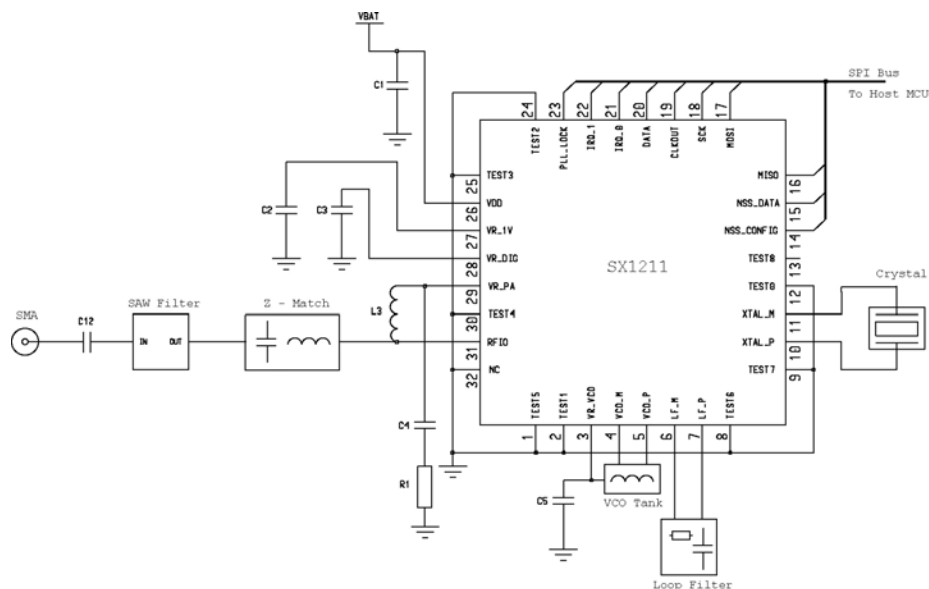 VBAT
C1
SPI Bus
To Host MCU
24
23
22
21
20
19
18
17
TEST2
PLL_LOCK
IRQ_1
IRQ_0
DATA
CLKOUT
SCK
MOSI
25
TEST3
26
VDD
27
VR_1V
28
VR_DIG
29
VR_PA
30
TEST4
31
RFIO
32
NC
MISO
16
NSS_DATA
15
NSS_CONFIG
14
TEST8
13
TEST0
12
XTAL_M
11
XTAL_P
10
TEST7
9
SX1211
C2
C3
Crystal
SMA
C12
SAW Filter
IN
OUT
Z - Match
L3
C4
R1
TEST5
TEST1
VR_VCO
VCO_M
VCO_P
LF_M
LF_P
TEST6
1
2
3
4
5
6
7
8
C5
VCO Tank
Loop Filter